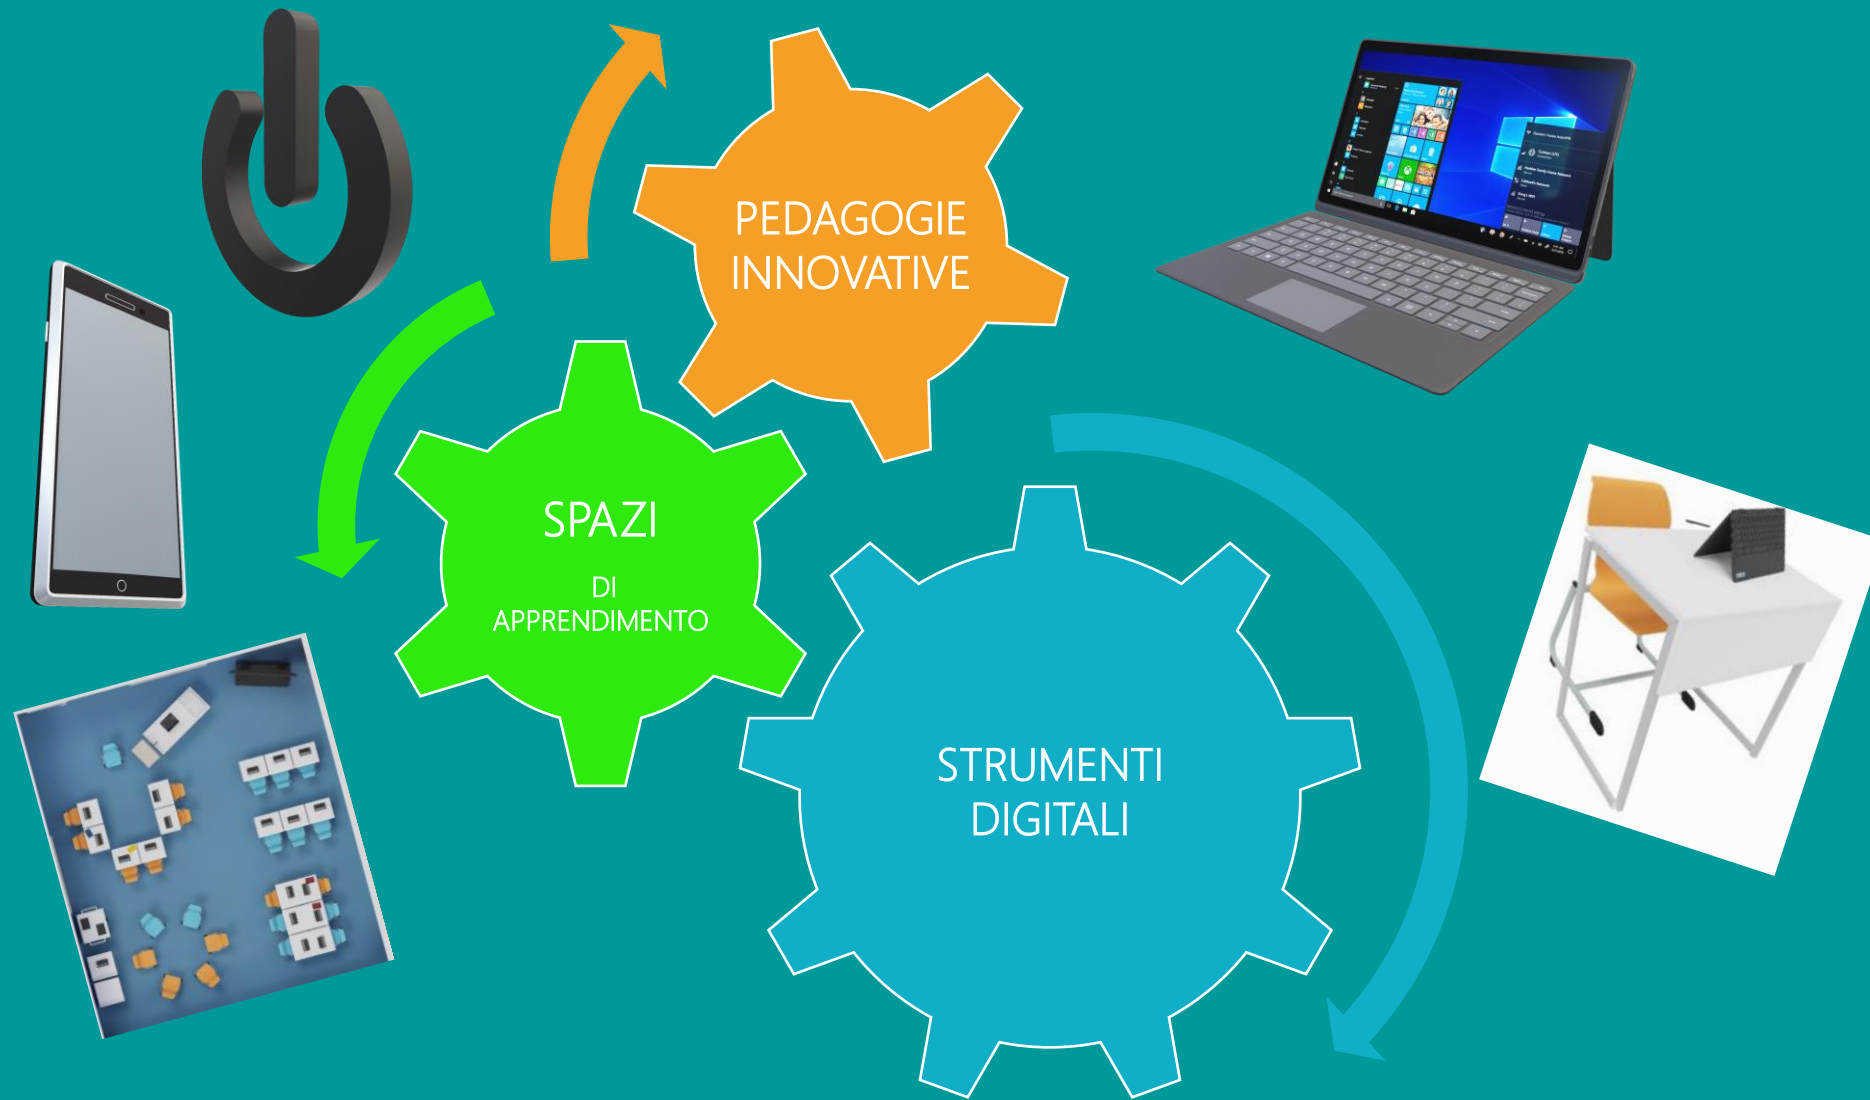 PEDAGOGIE
INNOVATIVE
SPAZI
DI
APPRENDIMENTO
STRUMENTI
DIGITALI